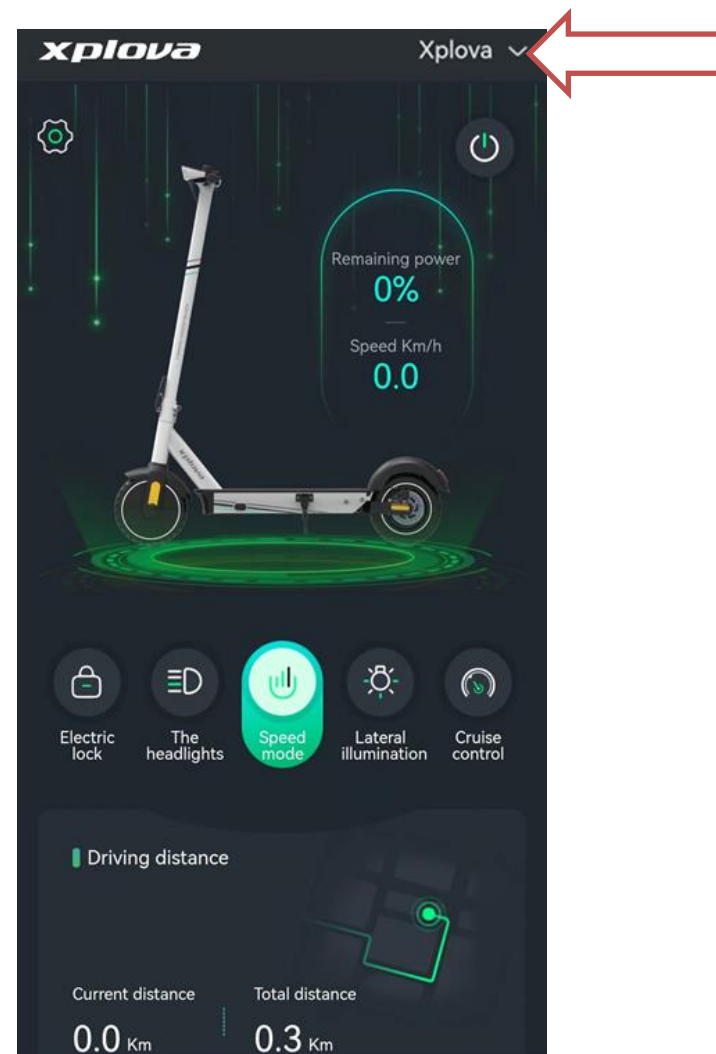 xplova
Xplova
Remaining power
0%
Speed Km/h
0.0
xplova
Electric
lock
The
headlights
Speed
mode
Lateral
illumination
Cruise
control
Driving distance
Current distance
Total distance
0.0 Km
0.3 Km